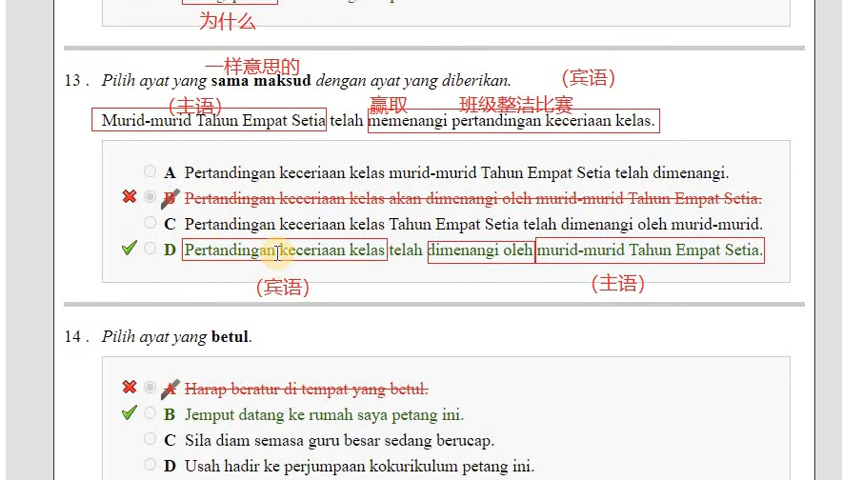 为什么
一样意思的
13 . Pilih ayat yang sama maksud dengan ayat yang diberikan.
(宾语)
(主语)
赢取 班级整洁比赛
Murid-murid Tahun Empat Setia telah memenangi pertandingan keceriaan kelas.
A Pertandingan keceriaan kelas murid-murid Tahun Empat Setia telah dimenangi.
B Pertandingan keceriaan kelas akan dimenangi oleh murid-murid Tahun Empat Setia.
C Pertandingan keceriaan kelas Tahun Empat Setia telah dimenangi oleh murid-murid.
D Pertandingan keceriaan kelas telah dimenangi oleh murid-murid Tahun Empat Setia.
(宾语) (主语)
14 . Pilih ayat yang betul.
A Harap beratur di tempat yang betul.
B Jemput datang ke rumah saya petang ini.
C Sila diam semasa guru besar sedang berucap.
D Usah hadir ke perjumpaan kokurikulum petang ini.